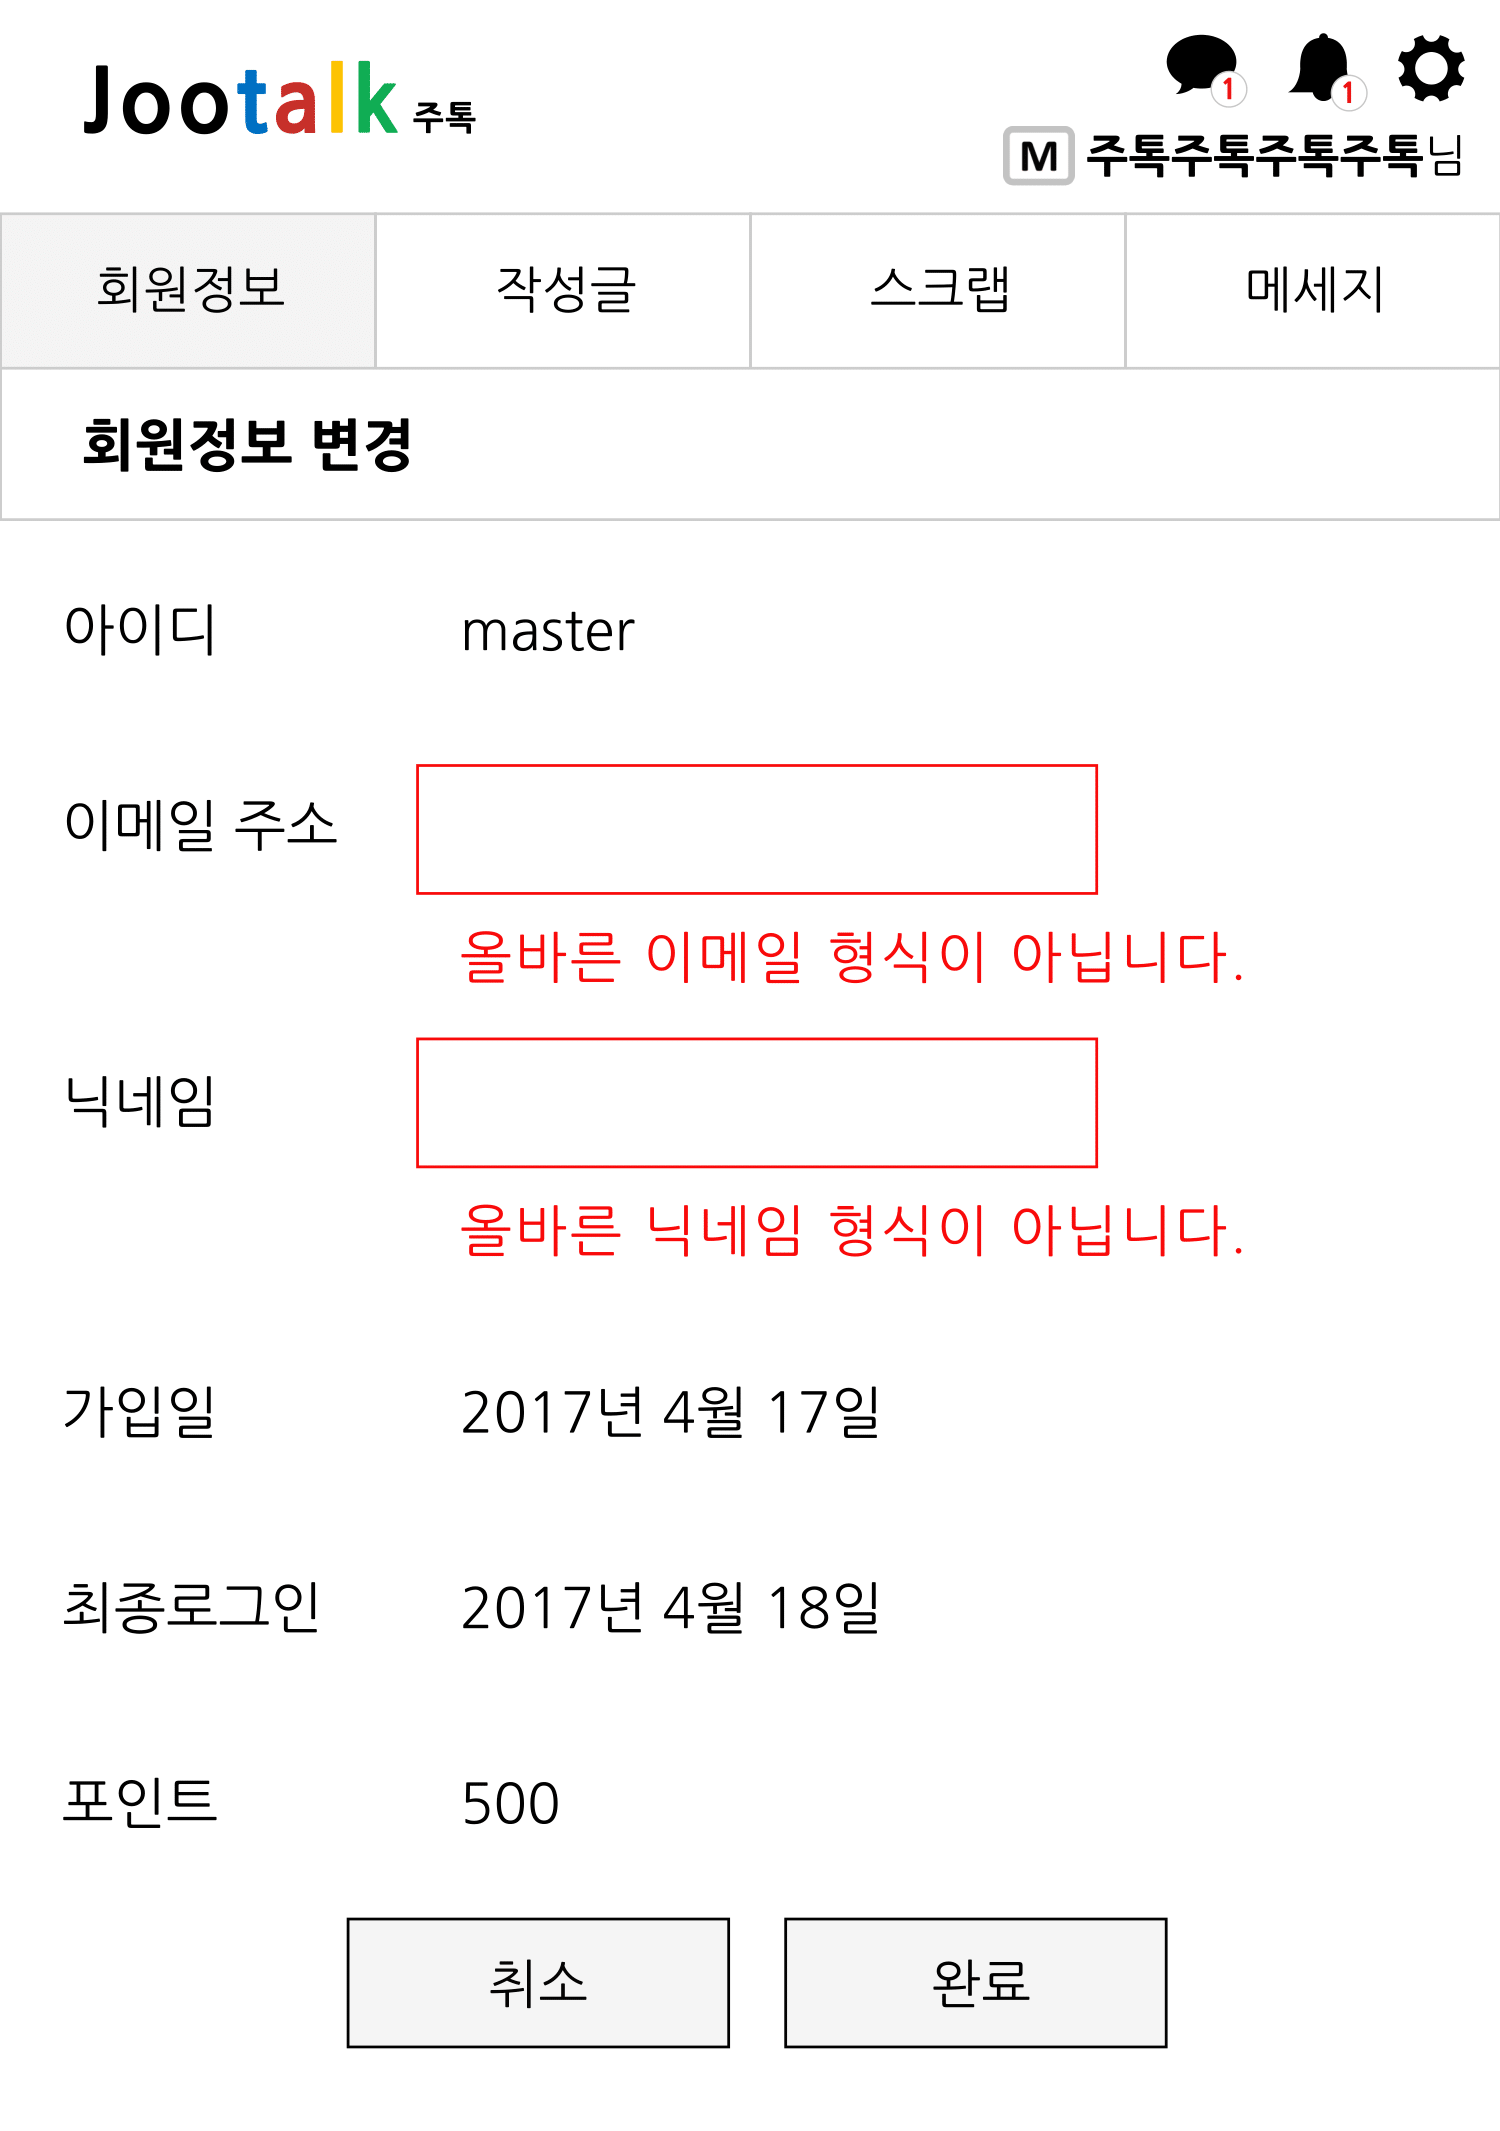 Jootalk 주톡
1
1
M 주톡주톡주톡주톡님
회원정보 작성글 스크랩 메세지
회원정보 변경
아이디 master
이메일 주소
올바른 이메일 형식이 아닙니다.
닉네임
올바른 닉네임 형식이 아닙니다.
가입일 2017년 4월 17일
최종로그인 2017년 4월 18일
포인트 500
취소 완료